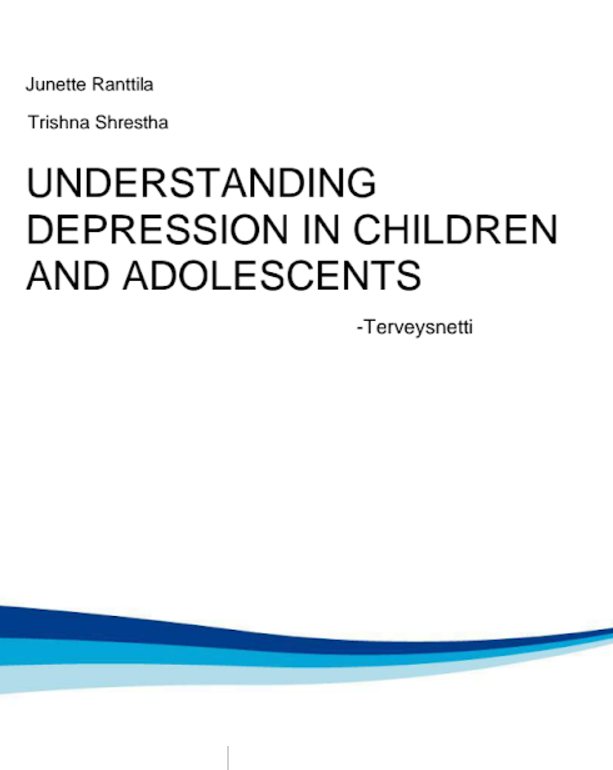 Junette Ranttila
Trishna Shrestha
UNDERSTANDING
DEPRESSION IN CHILDREN
AND ADOLESCENTS
-Terveysnetti